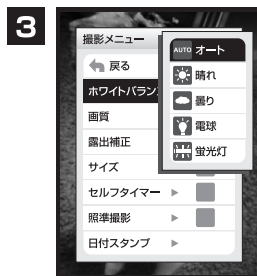 3
撮影メニュー
戻る
ホワイトバラン
画質
露出補正
サイズ
セルフタイマー
照準撮影
日付スタンプ
AUTO オート
晴れ
曇り
電球
蛍光灯